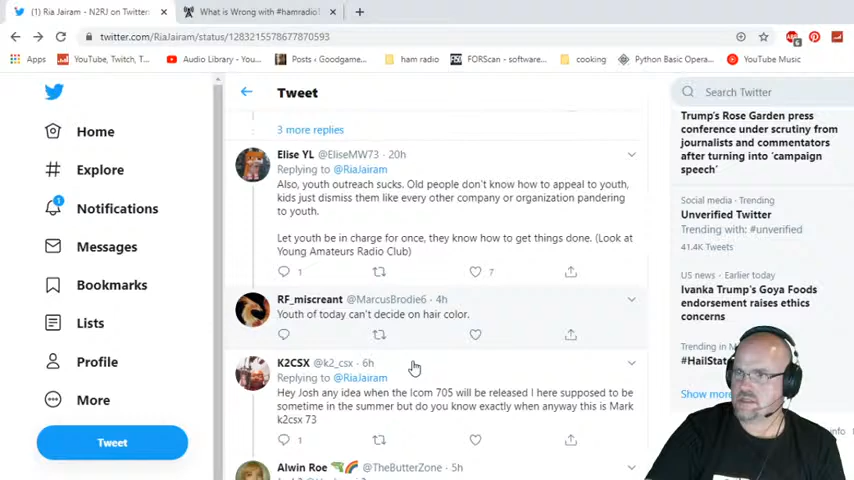 Ria Jairam - N2RJ on Twitter
What is Wrong with #hamradio
twitter.com/RiaJairam/status/1283215578677870593
Apps
YouTube, Twitch, T...
Audio Library - You...
Posts ‹ Goodgame...
ham radio
FORScan - software...
cooking
Python Basic Opera...
YouTube Music
Home
Explore
1
Notifications
Messages
Bookmarks
Lists
Profile
More
Tweet
Tweet
3 more replies
Elise YL @EliseMW73 · 20h
Replying to @RiaJairam
Also, youth outreach sucks. Old people don't know how to appeal to youth,
kids just dismiss them like every other company or organization pandering
to youth.
Let youth be in charge for once, they know how to get things done. (Look at
Young Amateurs Radio Club)
1
7
RF_miscreant @MarcusBrodie6 · 4h
Youth of today can't decide on hair color.
K2CSX @k2_csx · 6h
Replying to @RiaJairam
Hey Josh any idea when the Icom 705 will be released I here supposed to be
sometime in the summer but do you know exactly when anyway this is Mark
k2csx 73
1
Alwin Roe @TheButterZone · 5h
Search Twitter
Trump's Rose Garden press
conference under scrutiny from
journalists and commentators
after turning into 'campaign
speech'
Social media · Trending
Unverified Twitter
Trending with: #unverified
41.4K Tweets
US news · Earlier today
Ivanka Trump's Goya Foods
endorsement raises ethics
concerns
Trending in
#HailStat
Show more
info